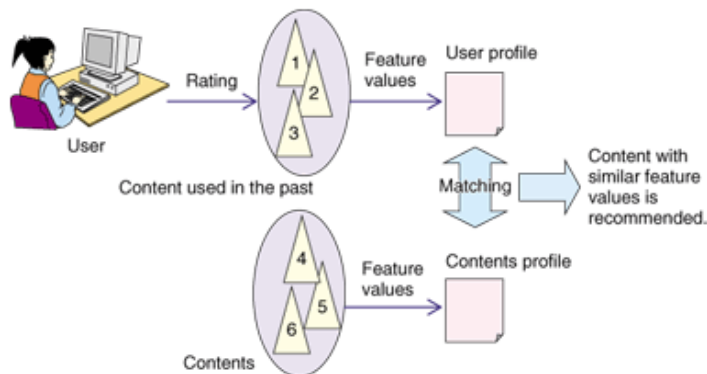 User
Rating
1
2
3
Content used in the past
Feature
values
User profile
Matching
Content with
similar feature
values is
recommended.
4
5
6
Contents
Feature
values
Contents profile